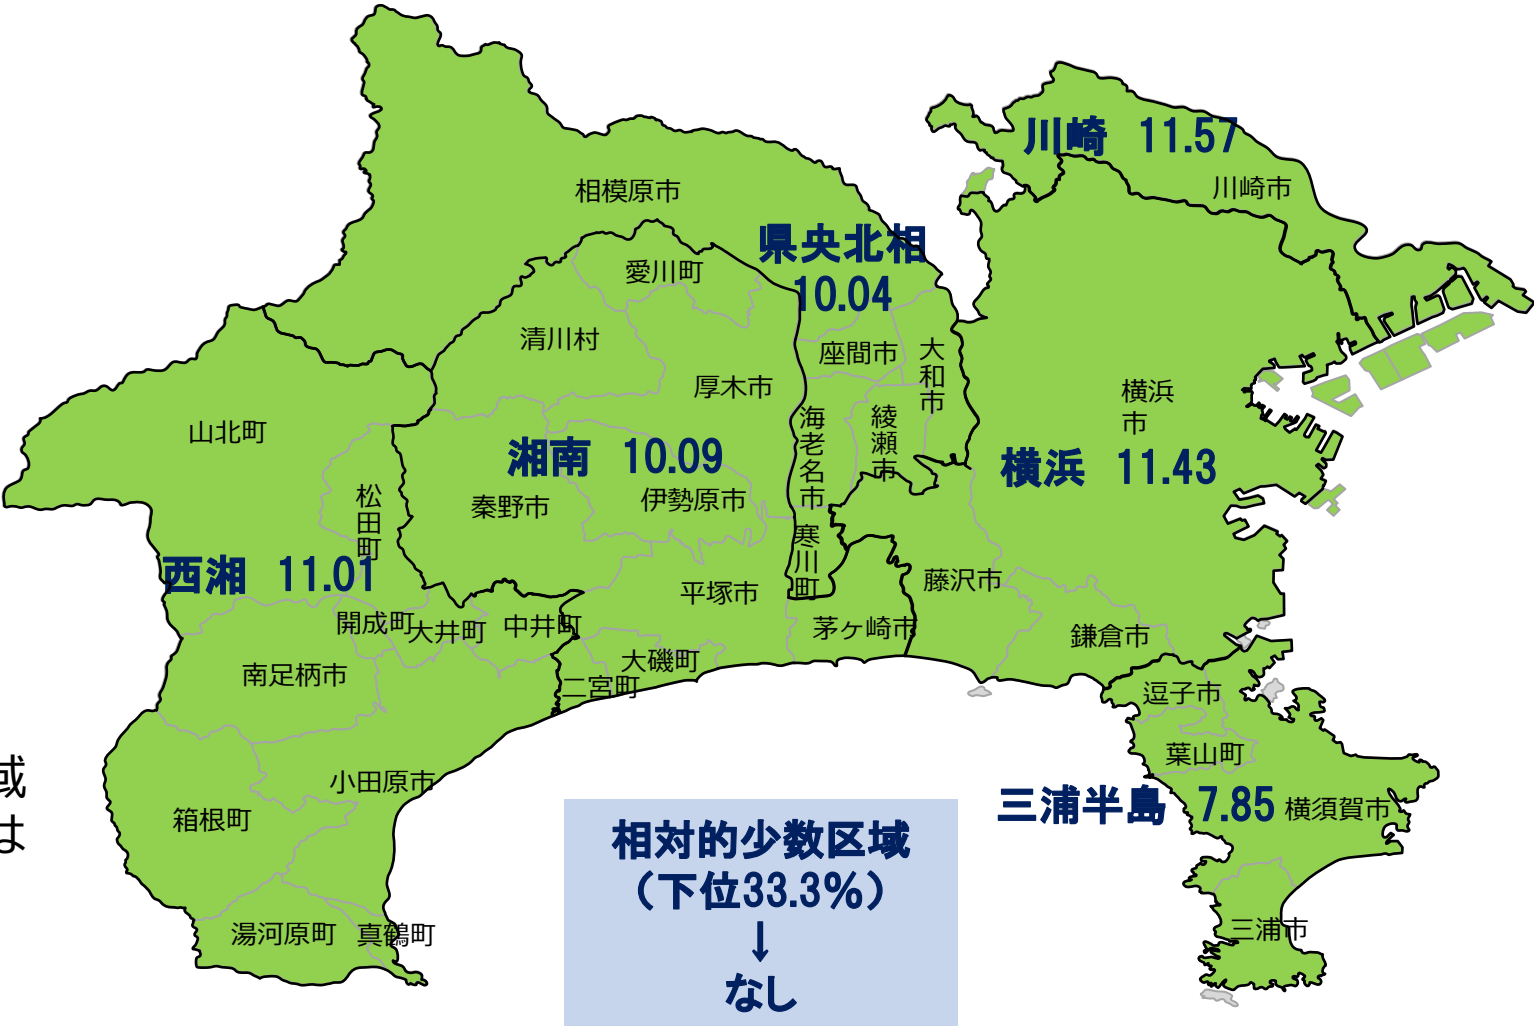 川崎 11.57
川崎市
相模原市
県央北相
10.04
愛川町
清川村
座間市
大和市
厚木市
横浜
市
山北町
海老名市
綾瀬市
湘南 10.09
横浜 11.43
松田町
秦野市
伊勢原市
寒川町
西湘 11.01
平塚市
藤沢市
開成町
大井町
中井町
茅ヶ崎市
鎌倉市
南足柄市
大磯町
二宮町
逗子市
葉山町
域
小田原市
三浦半島 7.85
横須賀市
箱根町
は
相対的少数区域
（下位33.3%）
↓
なし
湯河原町
真鶴町
三浦市